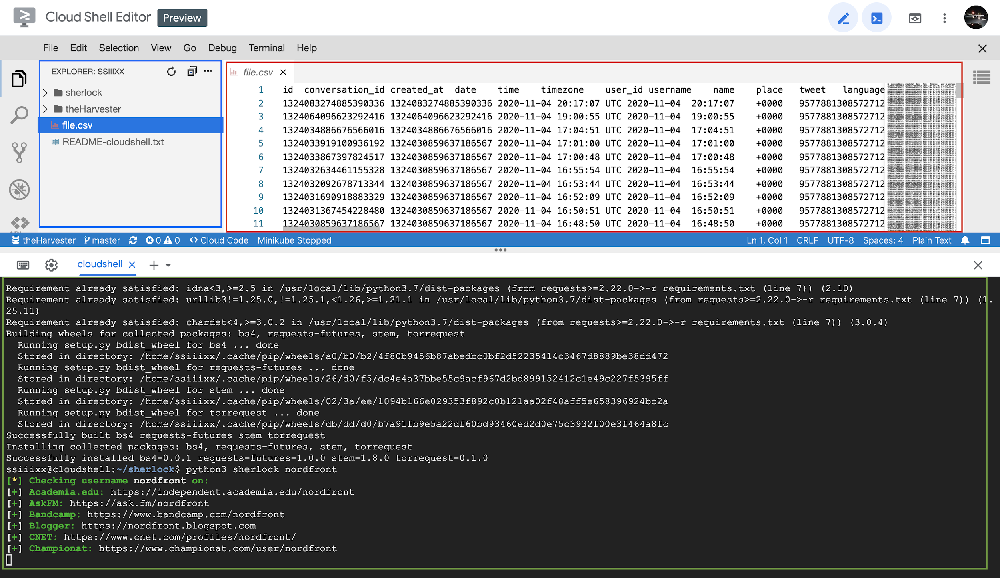 Cloud Shell Editor Preview
File Edit Selection View Go Debug Terminal Help
EXPLORER: SSIIIXX
sherlock
theHarvester
file.csv
README-cloudshell.txt
file.csv
1 id conversation_id created_at date time timezone user_id username name place tweet language
2 1324083274885390336 1324083274885390336 2020-11-04 20:17:07 UTC 2020-11-04 20:17:07 +0000 9577881308572712
3 1324064096623292416 1324064096623292416 2020-11-04 19:00:55 UTC 2020-11-04 19:00:55 +0000 9577881308572712
4 1324034886676566016 1324034886676566016 2020-11-04 17:04:51 UTC 2020-11-04 17:04:51 +0000 9577881308572712
5 1324033919100936192 1324030859637186567 2020-11-04 17:01:00 UTC 2020-11-04 17:01:00 +0000 9577881308572712
6 1324033867397824517 1324030859637186567 2020-11-04 17:00:48 UTC 2020-11-04 17:00:48 +0000 9577881308572712
7 1324032634461155328 1324030859637186567 2020-11-04 16:55:54 UTC 2020-11-04 16:55:54 +0000 9577881308572712
8 1324032092678713344 1324030859637186567 2020-11-04 16:53:44 UTC 2020-11-04 16:53:44 +0000 9577881308572712
9 1324031690918883329 1324030859637186567 2020-11-04 16:52:09 UTC 2020-11-04 16:52:09 +0000 9577881308572712
10 1324031367454228480 1324030859637186567 2020-11-04 16:50:51 UTC 2020-11-04 16:50:51 +0000 9577881308572712
11 1324030859637186567 1324030859637186567 2020-11-04 16:48:50 UTC 2020-11-04 16:48:50 +0000 9577881308572712
theHarvester master 0 0 <> Cloud Code Minikube Stopped Ln 1, Col 1 CRLF UTF-8 Spaces: 4 Plain Text
cloudshell
Requirement already satisfied: idna<3,>=2.5 in /usr/local/lib/python3.7/dist-packages (from requests>=2.22.0->-r requirements.txt (line 7)) (2.10)
Requirement already satisfied: urllib3!=1.25.0,!=1.25.1,<1.26,>=1.21.1 in /usr/local/lib/python3.7/dist-packages (from requests>=2.22.0->-r requirements.txt (line 7)) (1.
25.11)
Requirement already satisfied: chardet<4,>=3.0.2 in /usr/local/lib/python3.7/dist-packages (from requests>=2.22.0->-r requirements.txt (line 7)) (3.0.4)
Building wheels for collected packages: bs4, requests-futures, stem, torrequest
Running setup.py bdist_wheel for bs4 ... done
Stored in directory: /home/ssiiixx/.cache/pip/wheels/a0/b0/b2/4f80b9456b87abedbc0bf2d52235414c3467d8889be38dd472
Running setup.py bdist_wheel for requests-futures ... done
Stored in directory: /home/ssiiixx/.cache/pip/wheels/26/d0/f5/dc4e4a37bbe55c9acf967d2bd899152412c1e49c227f5395ff
Running setup.py bdist_wheel for stem ... done
Stored in directory: /home/ssiiixx/.cache/pip/wheels/02/3a/ee/1094b166e029353f892c0b121aa02f48aff5e658396924bc2a
Running setup.py bdist_wheel for torrequest ... done
Stored in directory: /home/ssiiixx/.cache/pip/wheels/db/dd/d0/b7a91fb9e5a22df60bd93460ed2d0e75c3932f00e3f464a8fc
Successfully built bs4 requests-futures stem torrequest
Installing collected packages: bs4, requests-futures, stem, torrequest
Successfully installed bs4-0.0.1 requests-futures-1.0.0 stem-1.8.0 torrequest-0.1.0
ssiiixx@cloudshell:~/sherlock$ python3 sherlock nordfront
[*] Checking username nordfront on:
[+] Academia.edu: https://independent.academia.edu/nordfront
[+] AskFM: https://ask.fm/nordfront
[+] Bandcamp: https://www.bandcamp.com/nordfront
[+] Blogger: https://nordfront.blogspot.com
[+] CNET: https://www.cnet.com/profiles/nordfront/
[+] Championat: https://www.championat.com/user/nordfront